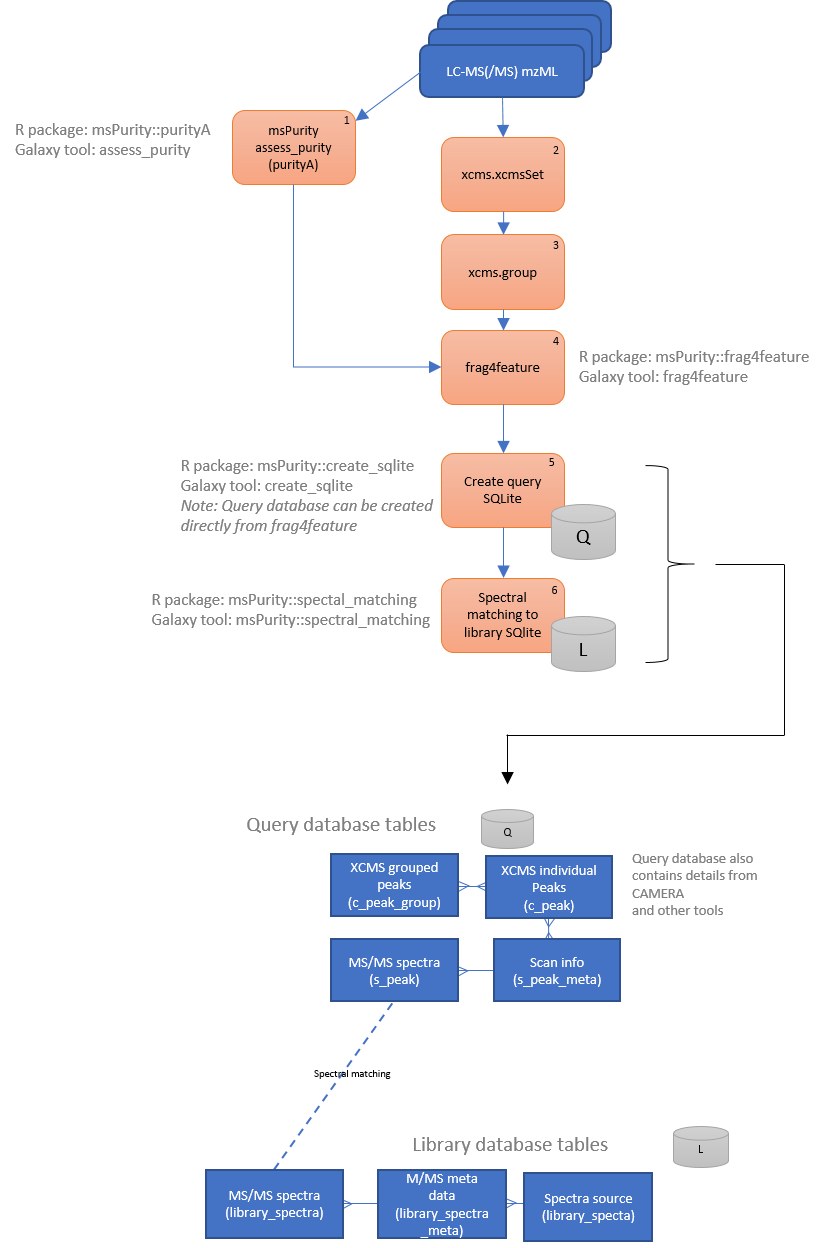 LC-MS(/MS) mzML
1
msPurity
assess_purity
(purityA)
R package: msPurity::purityA
Galaxy tool: assess_purity
2
xcms.xcmsSet
3
xcms.group
4
frag4feature
R package: msPurity::frag4feature
Galaxy tool: frag4feature
R package: msPurity::create_sqlite
Galaxy tool: create_sqlite
Note: Query database can be created
directly from frag4feature
5
Create query
SQLite
Q
R package: msPurity::spectal_matching
Galaxy tool: msPurity::spectral_matching
6
Spectral
matching to
library SQlite
L
Query database tables
Q
XCMS grouped
peaks
(c_peak_group)
XCMS individual
Peaks
(c_peak)
Query database also
contains details from
CAMERA
and other tools
MS/MS spectra
(s_peak)
Scan info
(s_peak_meta)
Spectral matching
Library database tables
L
MS/MS spectra
(library_spectra)
M/MS meta
data
(library_spectra
_meta)
Spectra source
(library_specta)